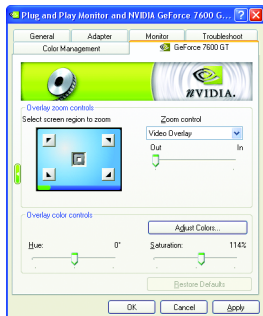 Plug and Play Monitor and NVIDIA GeForce 7600 G...
General Adapter Monitor Troubleshoot
Color Management GeForce 7600 GT
NVIDIA.
Overlay zoom controls
Select screen region to zoom
Zoom control
Video Overlay
Out In
Overlay color controls
Adjust Colors...
Hue: 0° Saturation: 114%
Restore Defaults
OK Cancel Apply